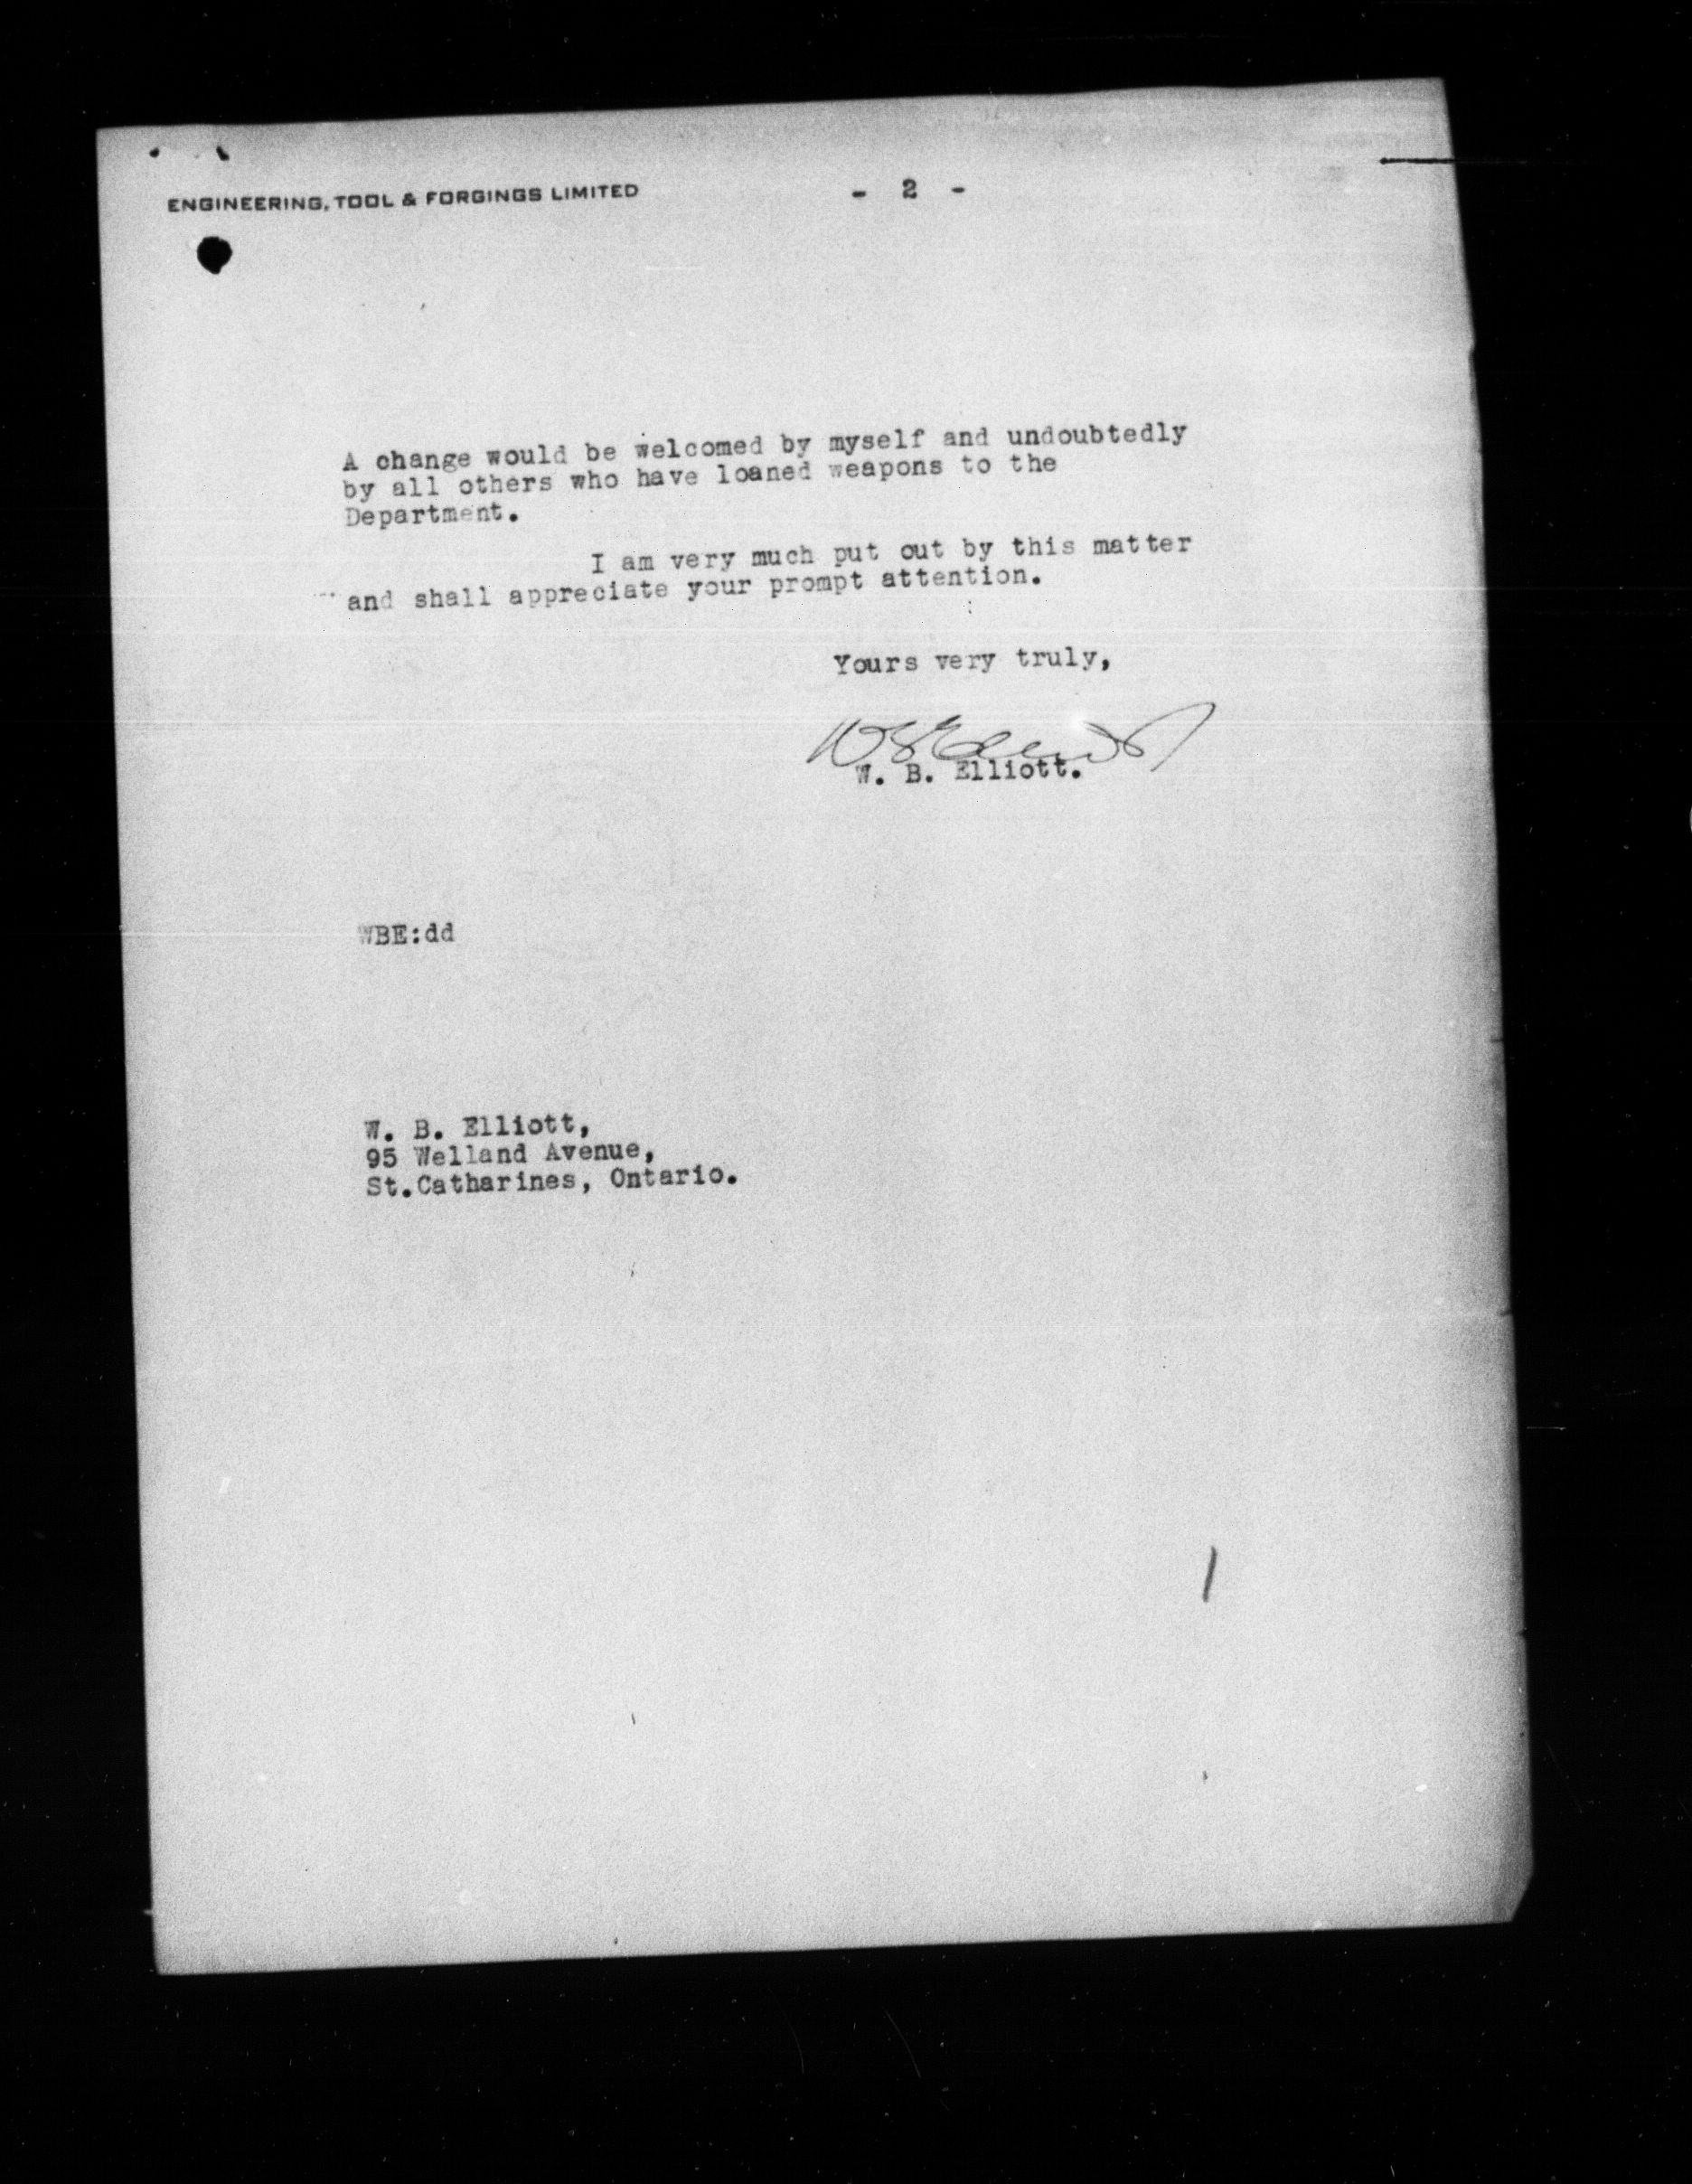 ENGINEERING, TOOL & FORGINGS LIMITED
- 2 -
A change would be welcomed by myself and undoubtedly
by all others who have loaned weapons to the
Department.
I am very much put out by this matter
and shall appreciate your prompt attention.
Yours very truly,
W B Elliott
W. B. Elliott.
WBE:dd
W. B. Elliott,
95 Welland Avenue,
St.Catharines, Ontario.